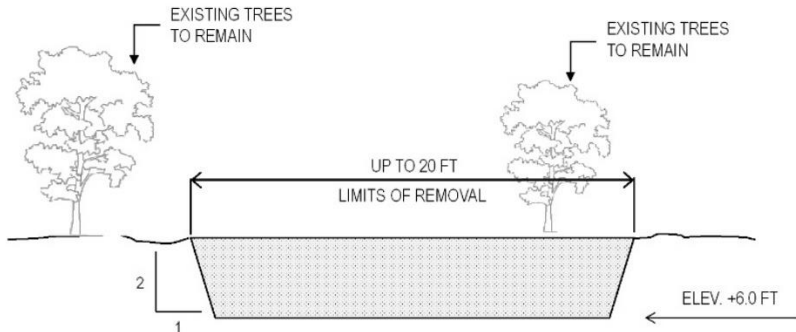 EXISTING TREES
TO REMAIN
EXISTING TREES
TO REMAIN
UP TO 20 FT
LIMITS OF REMOVAL
2
1
ELEV. +6.0 FT